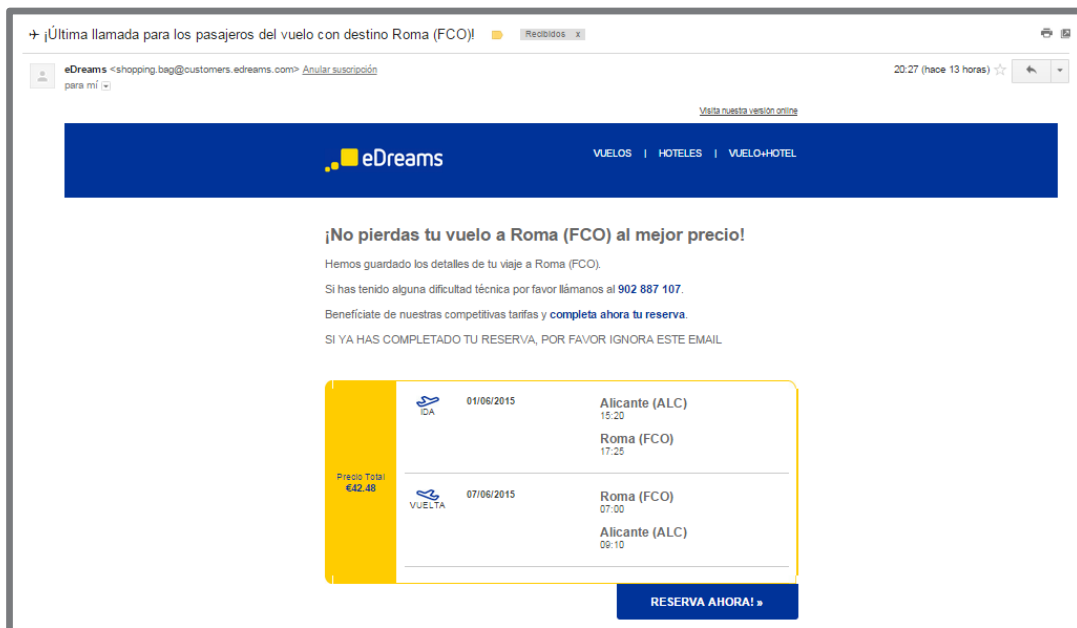 ✈ ¡Última llamada para los pasajeros del vuelo con destino Roma (FCO)! Recibidos x
eDreams <shopping.bag@customers.edreams.com> Anular suscripción
20:27 (hace 13 horas)
para mí
Visita nuestra versión online
eDreams
VUELOS | HOTELES | VUELO+HOTEL
¡No pierdas tu vuelo a Roma (FCO) al mejor precio!
Hemos guardado los detalles de tu viaje a Roma (FCO).
Si has tenido alguna dificultad técnica por favor llámanos al 902 887 107.
Benefíciate de nuestras competitivas tarifas y completa ahora tu reserva.
SI YA HAS COMPLETADO TU RESERVA, POR FAVOR IGNORA ESTE EMAIL
Precio Total
€42.48
IDA
01/06/2015
Alicante (ALC)
15:20
Roma (FCO)
17:25
VUELTA
07/06/2015
Roma (FCO)
07:00
Alicante (ALC)
09:10
RESERVA AHORA! »